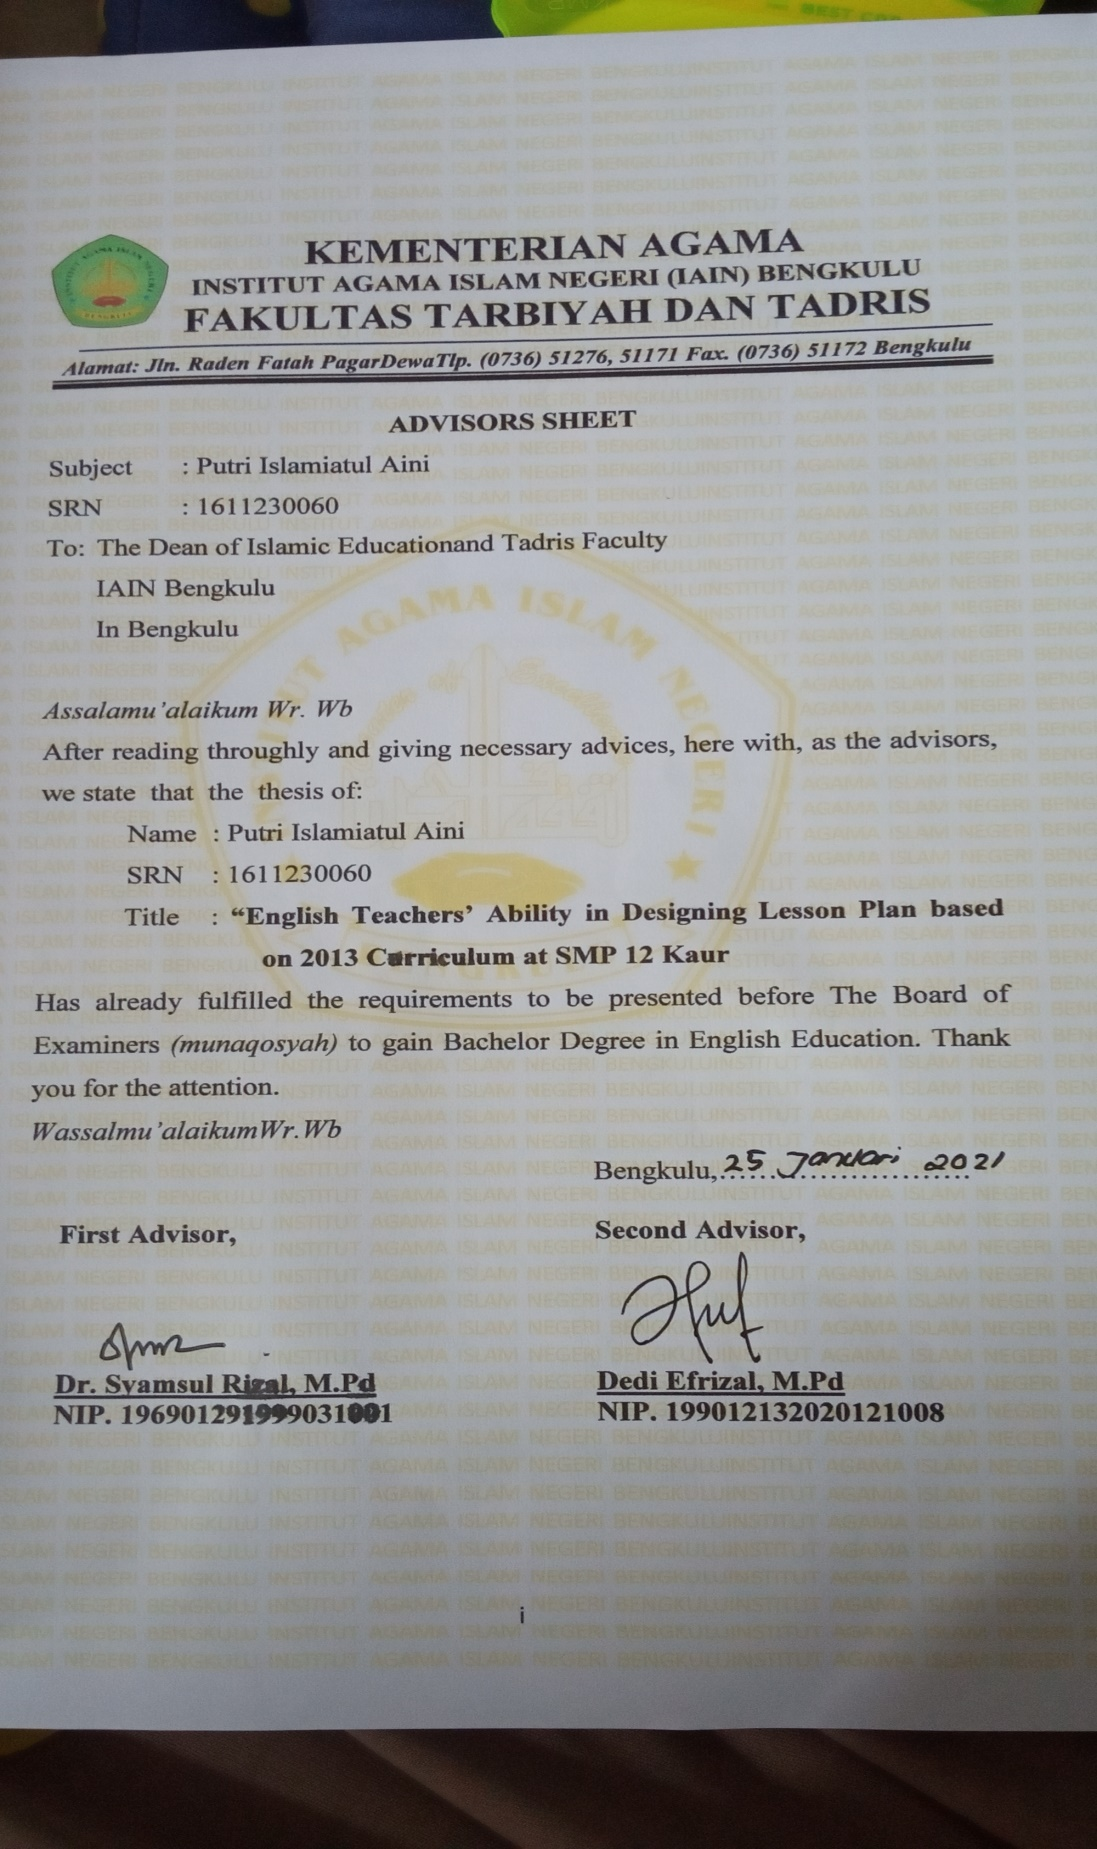 KEMENTERIAN AGAMA
INSTITUT AGAMA ISLAM NEGERI (IAIN) BENGKULU
FAKULTAS TARBIYAH DAN TADRIS
Alamat: Jln. Raden Fatah PagarDewaTlp. (0736) 51276, 51171 Fax. (0736) 51172 Bengkulu
ADVISORS SHEET
Subject : Putri Islamiatul Aini
SRN : 1611230060
To: The Dean of Islamic Educationand Tadris Faculty
IAIN Bengkulu
In Bengkulu
Assalamu'alaikum Wr. Wb
After reading throughly and giving necessary advices, here with, as the advisors,
we state that the thesis of:
Name : Putri Islamiatul Aini
SRN : 1611230060
Title : “English Teachers’ Ability in Designing Lesson Plan based
on 2013 Curriculum at SMP 12 Kaur
Has already fulfilled the requirements to be presented before The Board of
Examiners (munaqosyah) to gain Bachelor Degree in English Education. Thank
you for the attention.
Wassalmu'alaikumWr.Wb
Bengkulu, 25 Januari 2021
First Advisor, Second Advisor,
Dr. Syamsul Rizal, M.Pd Dedi Efrizal, M.Pd
NIP. 196901291999031001 NIP. 199012132020121008
i